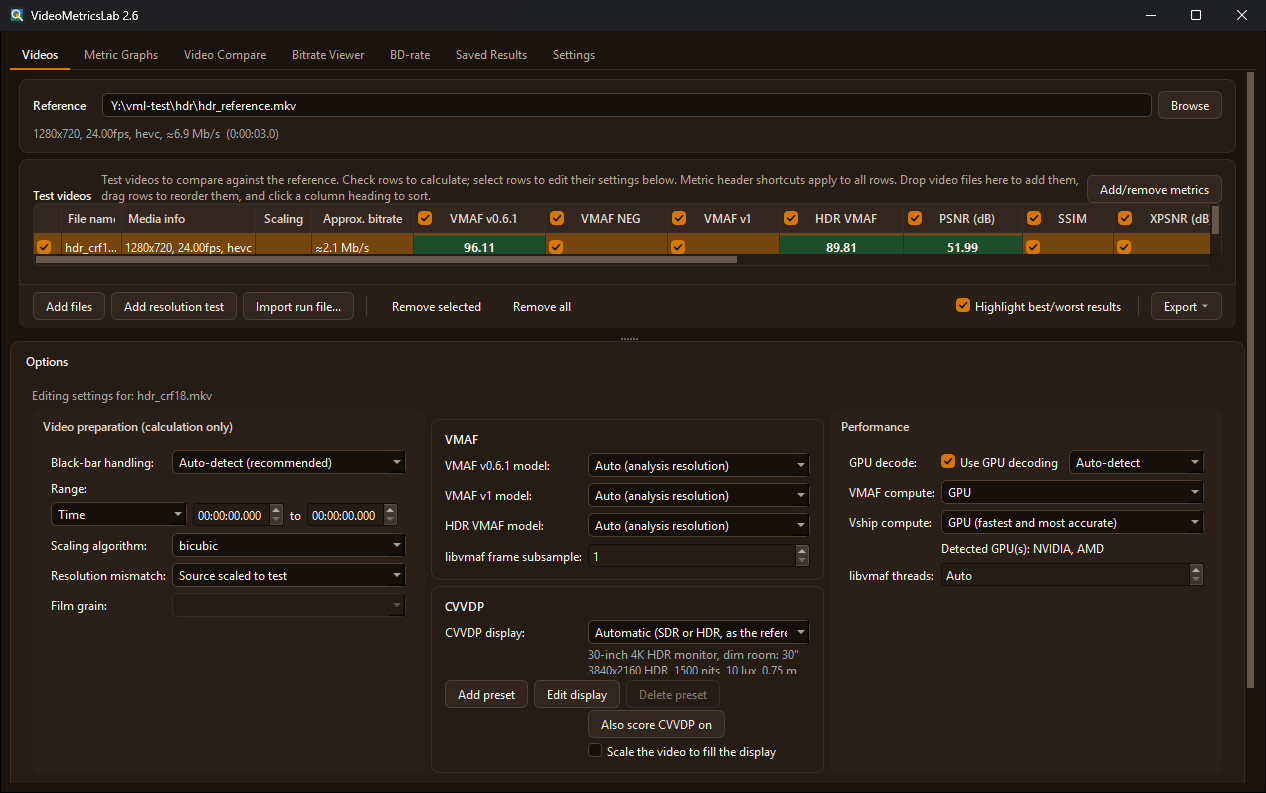 VideoMetricsLab 2.6
Videos Metric Graphs Video Compare Bitrate Viewer BD-rate Saved Results Settings
Reference Y:\vml-test\hdr\hdr_reference.mkv Browse
1280x720, 24.00fps, hevc, ≈6.9 Mb/s (0:00:03.0)
Test videos Test videos to compare against the reference. Check rows to calculate; select rows to edit their settings below. Metric header shortcuts apply to all rows. Drop video files here to add them,
drag rows to reorder them, and click a column heading to sort.
Add/remove metrics
File name Media info Scaling Approx. bitrate VMAF v0.6.1 VMAF NEG VMAF v1 HDR VMAF PSNR (dB) SSIM XPSNR (dB
hdr_crf1... 1280x720, 24.00fps, hevc ≈2.1 Mb/s 96.11 89.81 51.99
Add files Add resolution test Import run file... Remove selected Remove all Highlight best/worst results Export
Options
Editing settings for: hdr_crf18.mkv
Video preparation (calculation only)
Black-bar handling: Auto-detect (recommended)
Range:
Time 00:00:00.000 to 00:00:00.000
Scaling algorithm: bicubic
Resolution mismatch: Source scaled to test
Film grain:
VMAF
VMAF v0.6.1 model: Auto (analysis resolution)
VMAF v1 model: Auto (analysis resolution)
HDR VMAF model: Auto (analysis resolution)
libvmaf frame subsample: 1
CVVDP
CVVDP display: Automatic (SDR or HDR, as the refere
30-inch 4K HDR monitor, dim room: 30"
3840x2160 HDR, 1500 nits, 10 lux, 0.75 m
Add preset Edit display Delete preset
Also score CVVDP on
Scale the video to fill the display
Performance
GPU decode: Use GPU decoding Auto-detect
VMAF compute: GPU
Vship compute: GPU (fastest and most accurate)
Detected GPU(s): NVIDIA, AMD
libvmaf threads: Auto